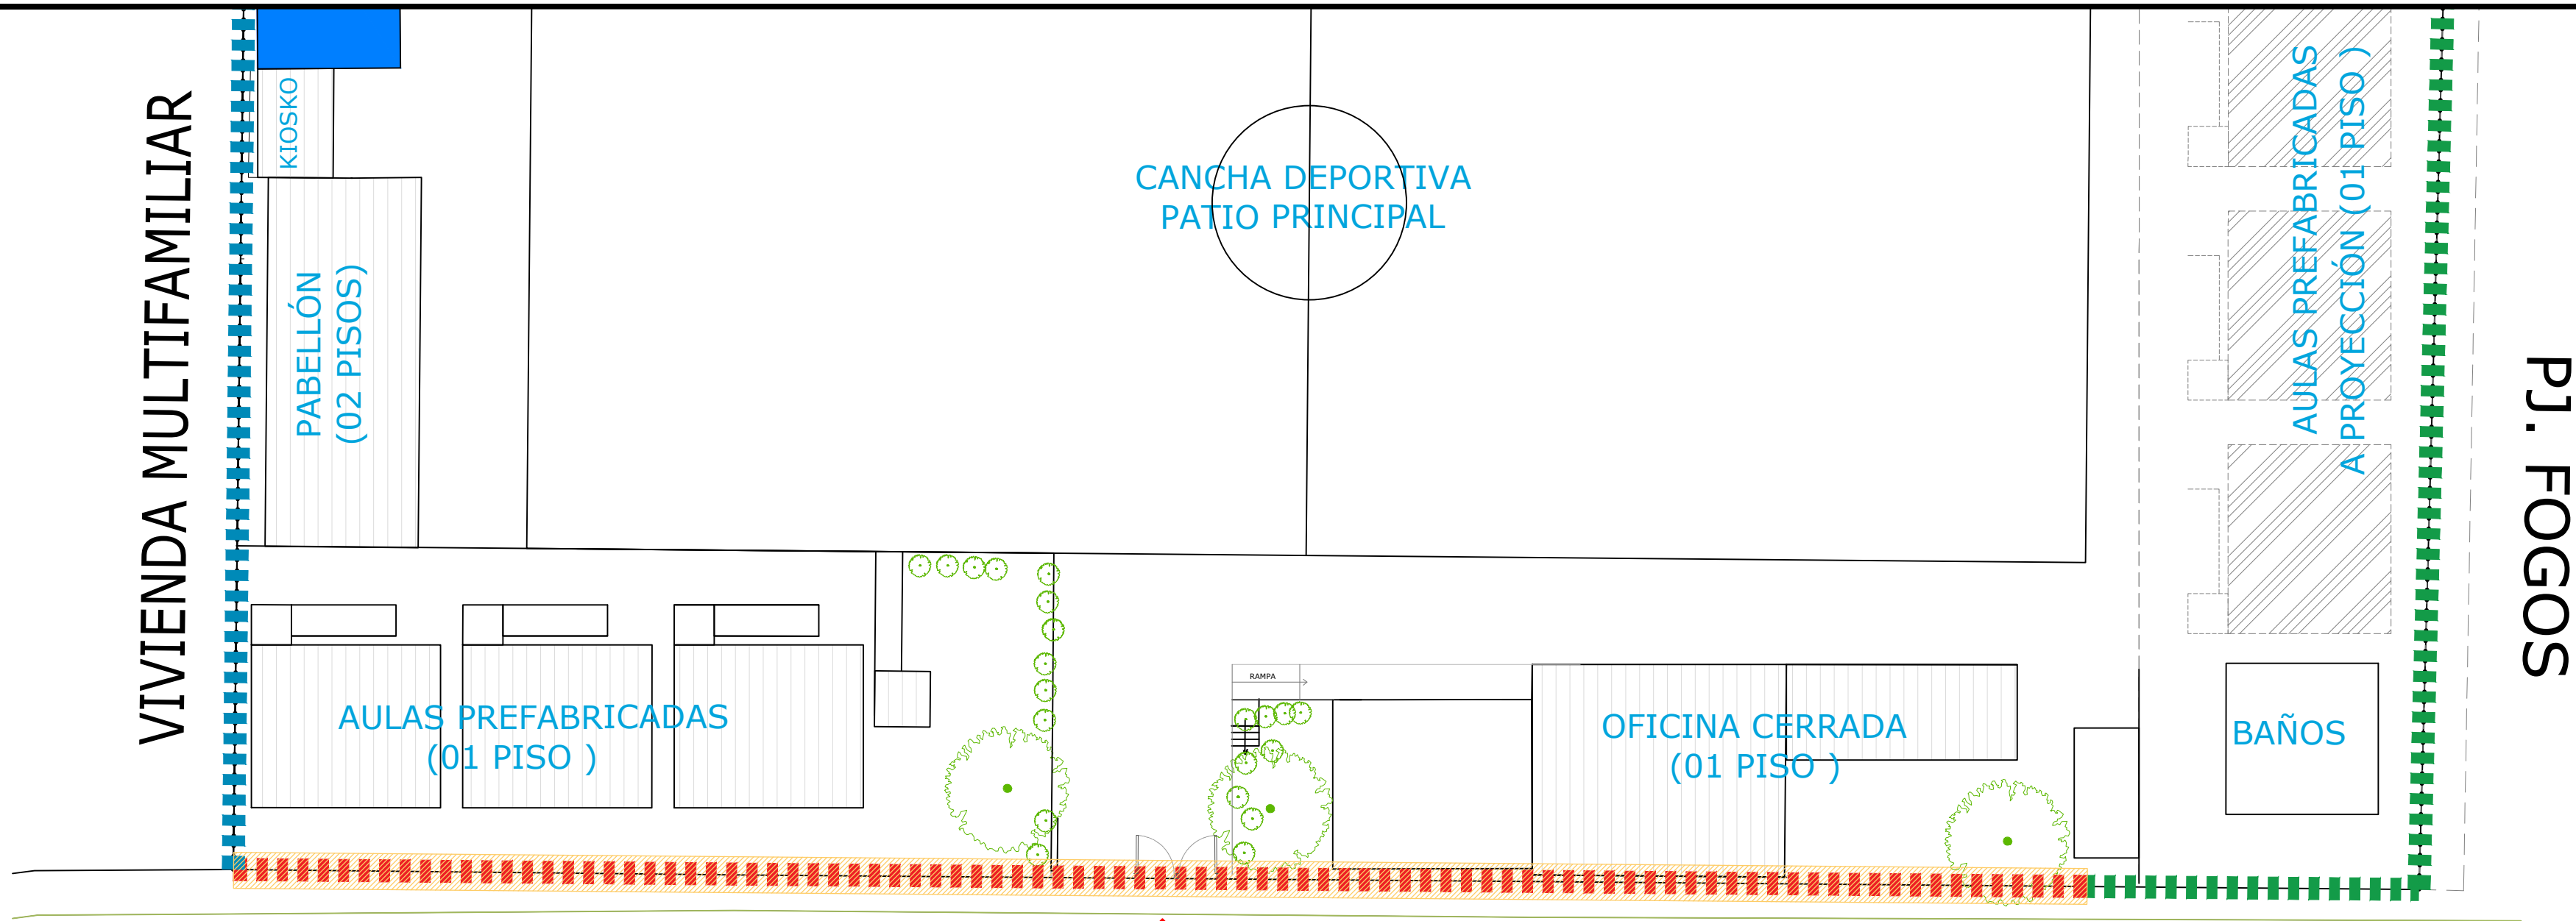 VIVIENDA MULTIFAMILIAR
KIOSKO
PABELLÓN
(02 PISOS)
CANCHA DEPORTIVA
PATIO PRINCIPAL
AULAS PREFABRICADAS
A PROYECCIÓN (01 PISO )
PJ. FOGOS
AULAS PREFABRICADAS
(01 PISO )
RAMPA
OFICINA CERRADA
(01 PISO )
BAÑOS